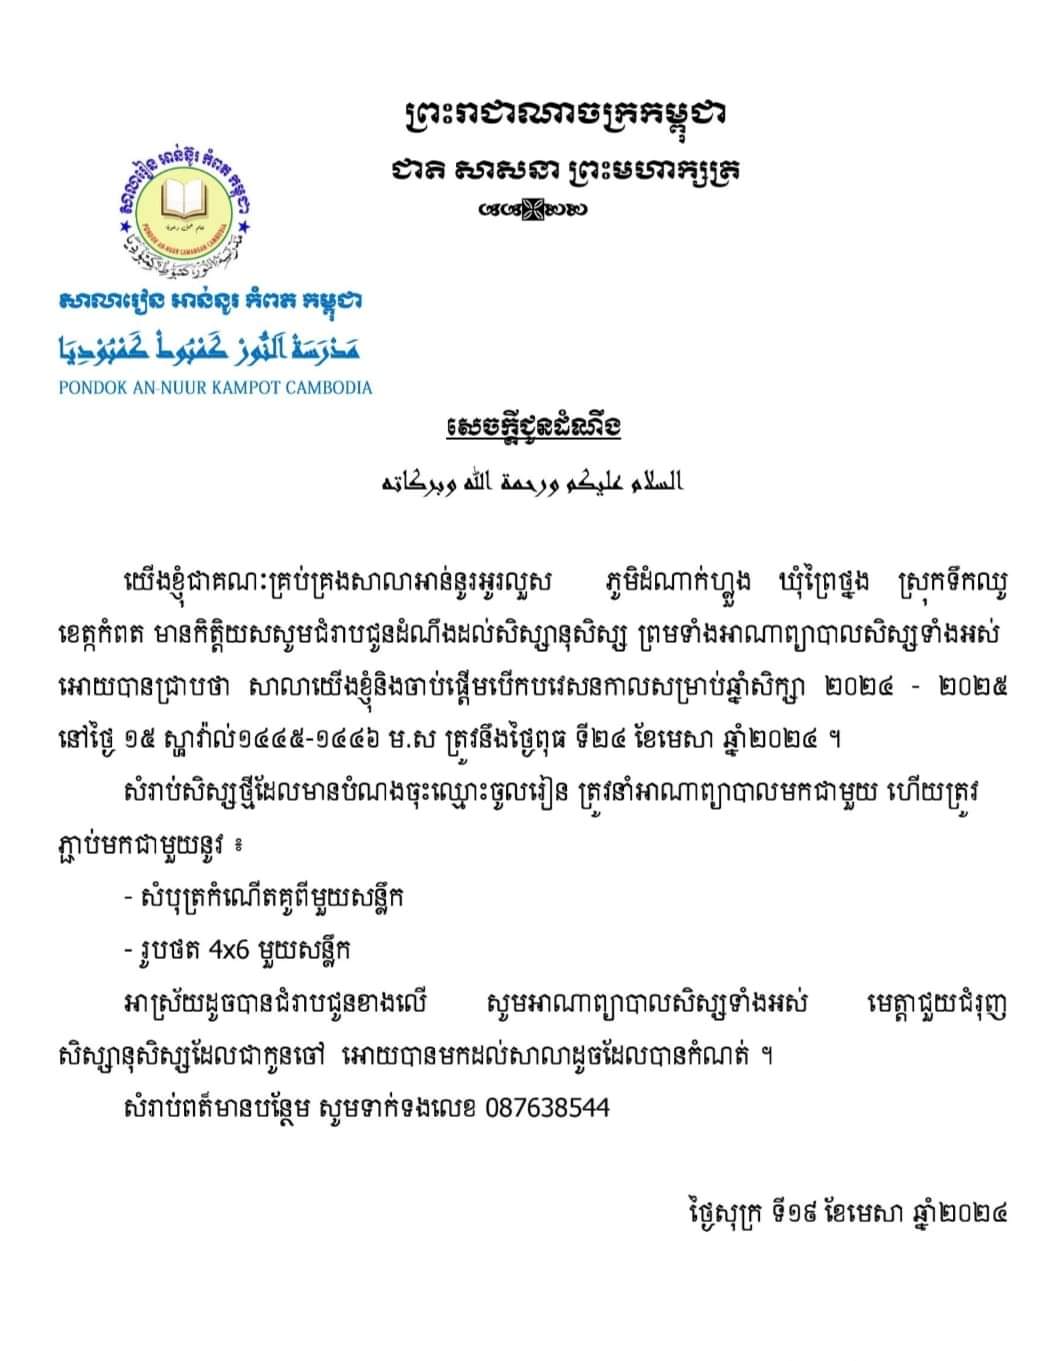 ព្រះរាជាណាចក្រកម្ពុជា
ជាតិ សាសនា ព្រះមហាក្សត្រ
សាលារៀន អាន់នូរ កំពត កម្ពុជា
PONDOK AN-NUUR CAMBODIA
សាលារៀន អាន់នូរ កំពត កម្ពុជា
مَدْرَسَةُ اَلنُّوْرْ كَمْبُوطْ كَمْبُوْدِيَا
PONDOK AN-NUUR KAMPOT CAMBODIA
សេចក្តីជូនដំណឹង
السلام عليكم ورحمة الله وبركاته
យើងខ្ញុំជាគណៈគ្រប់គ្រងសាលាអាន់នូរអូរលួស ភូមិដំណាក់ហ្លួង ឃុំព្រៃថ្នង ស្រុកទឹកឈូ
ខេត្តកំពត មានកិត្តិយសសូមជំរាបជូនដំណឹងដល់សិស្សានុសិស្ស ព្រមទាំងអាណាព្យាបាលសិស្សទាំងអស់
អោយបានជ្រាបថា សាលាយើងខ្ញុំនិងចាប់ផ្តើមបើកបវេសនកាលសម្រាប់ឆ្នាំសិក្សា ២០២៤ - ២០២៥
នៅថ្ងៃ ១៥ ស្ហាវ៉ាល់១៤៤៥-១៤៤៦ ម.ស ត្រូវនឹងថ្ងៃពុធ ទី២៤ ខែមេសា ឆ្នាំ២០២៤ ។
សំរាប់សិស្សថ្មីដែលមានបំណងចុះឈ្មោះចូលរៀន ត្រូវនាំអាណាព្យាបាលមកជាមួយ ហើយត្រូវ
ភ្ជាប់មកជាមួយនូវ ៖
- សំបុត្រកំណើតគូពីមួយសន្លឹក
- រូបថត 4x6 មួយសន្លឹក
អាស្រ័យដូចបានជំរាបជូនខាងលើ សូមអាណាព្យាបាលសិស្សទាំងអស់ មេត្តាជួយជំរុញ
សិស្សានុសិស្សដែលជាកូនចៅ អោយបានមកដល់សាលាដូចដែលបានកំណត់ ។
សំរាប់ពត៌មានបន្ថែម សូមទាក់ទងលេខ 087638544
ថ្ងៃសុក្រ ទី១៩ ខែមេសា ឆ្នាំ២០២៤